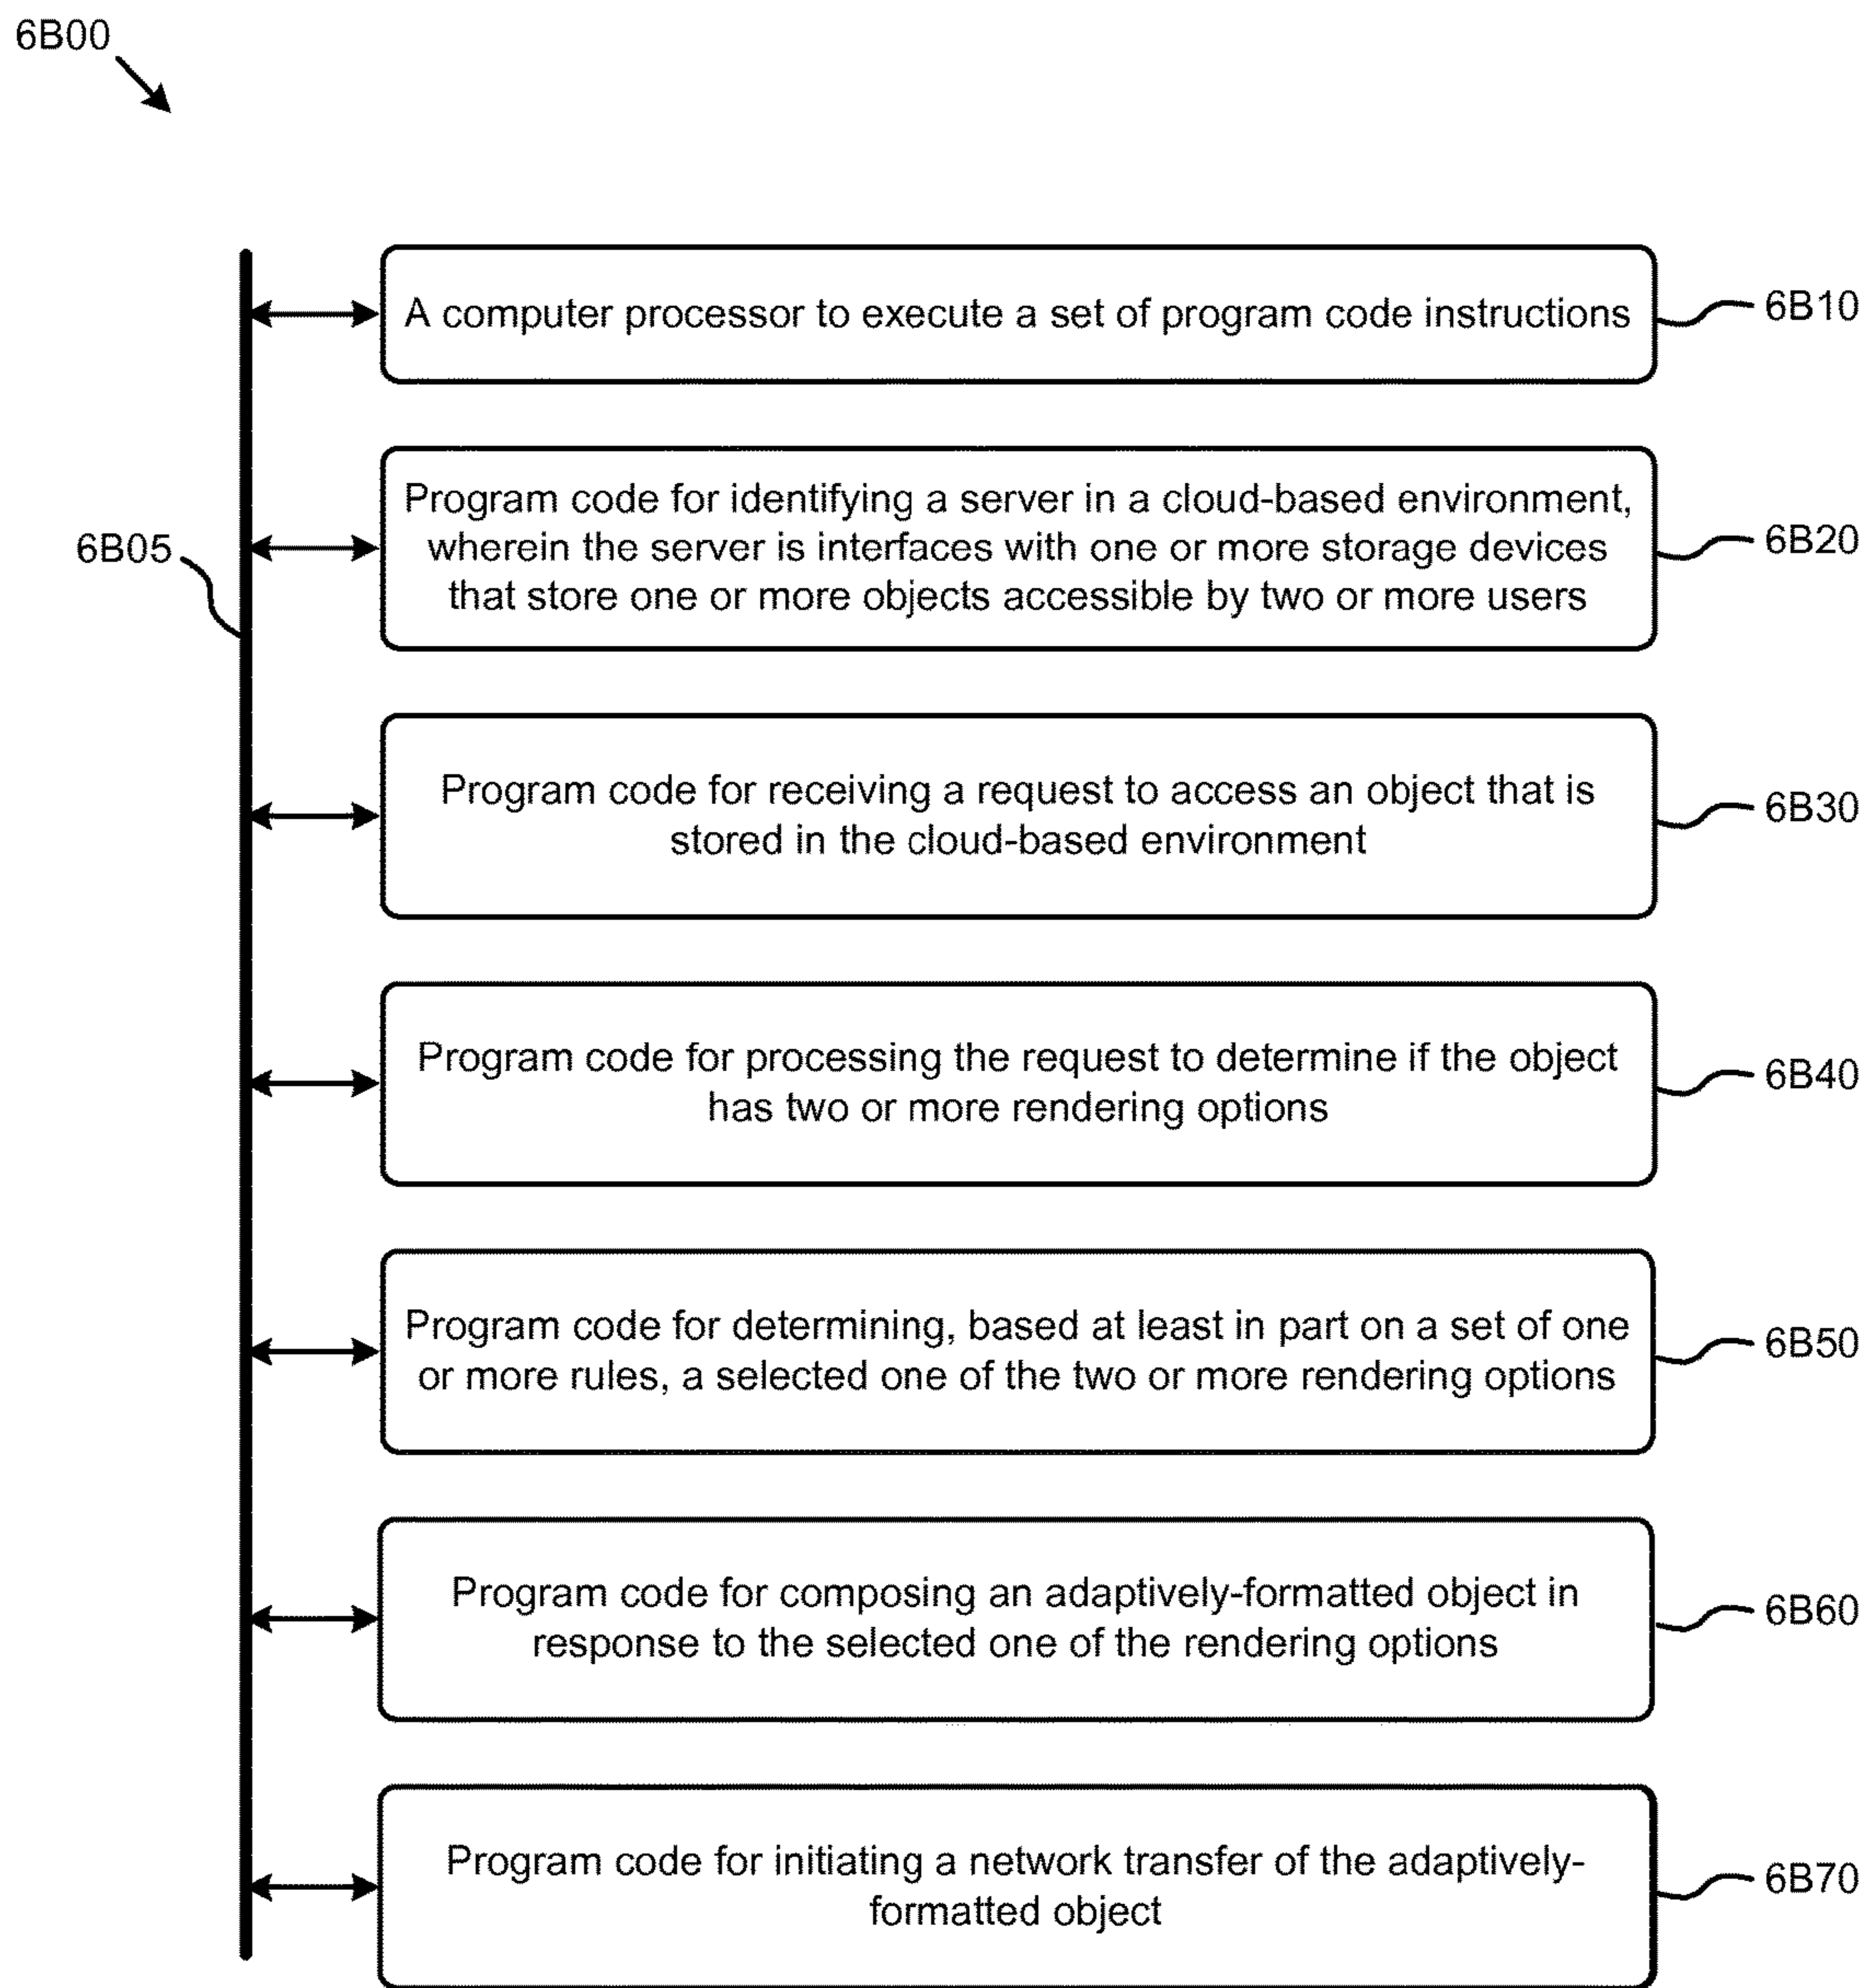 6B00
A computer processor to execute a set of program code instructions
6B10
Program code for identifying a server in a cloud-based environment,
wherein the server is interfaces with one or more storage devices
that store one or more objects accessible by two or more users
6B05
6B20
Program code for receiving a request to access an object that is
stored in the cloud-based environment
6B30
Program code for processing the request to determine if the object
has two or more rendering options
6B40
Program code for determining, based at least in part on a set of one
or more rules, a selected one of the two or more rendering options
6B50
Program code for composing an adaptively-formatted object in
response to the selected one of the rendering options
6B60
Program code for initiating a network transfer of the adaptively-
formatted object
6B70